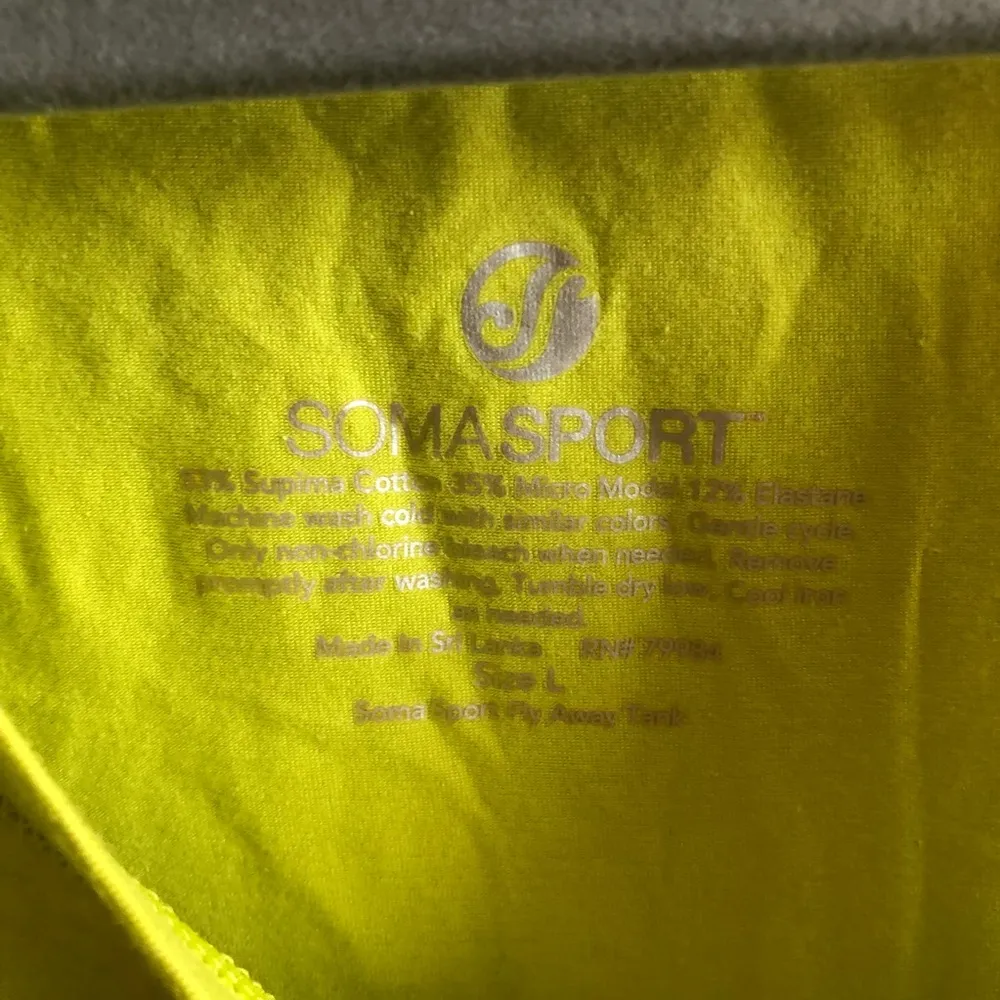 SOMASPORT™
53% Supima Cotton 35% Micro Modal 12% Elastane
Machine wash cold with similar colors. Gentle cycle.
Only non-chlorine bleach when needed. Remove
promptly after washing. Tumble dry low. Cool iron
as needed.
Made in Sri Lanka RN#
Size L
Soma Sport Fly Away Tank